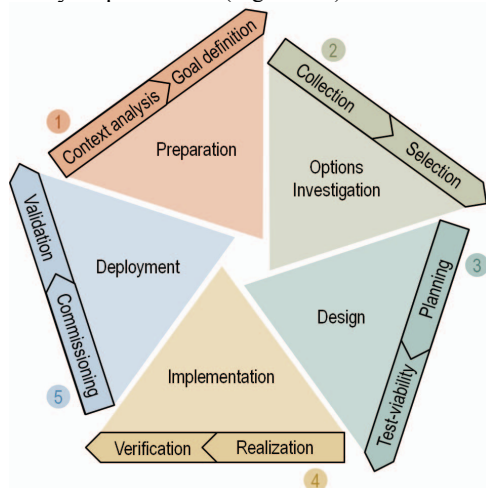 1
Context analysis
Goal definition
Preparation
2
Collection
Selection
Options
Investigation
3
Planning
Test-viability
Design
4
Realization
Verification
Implementation
5
Commissioning
Validation
Deployment